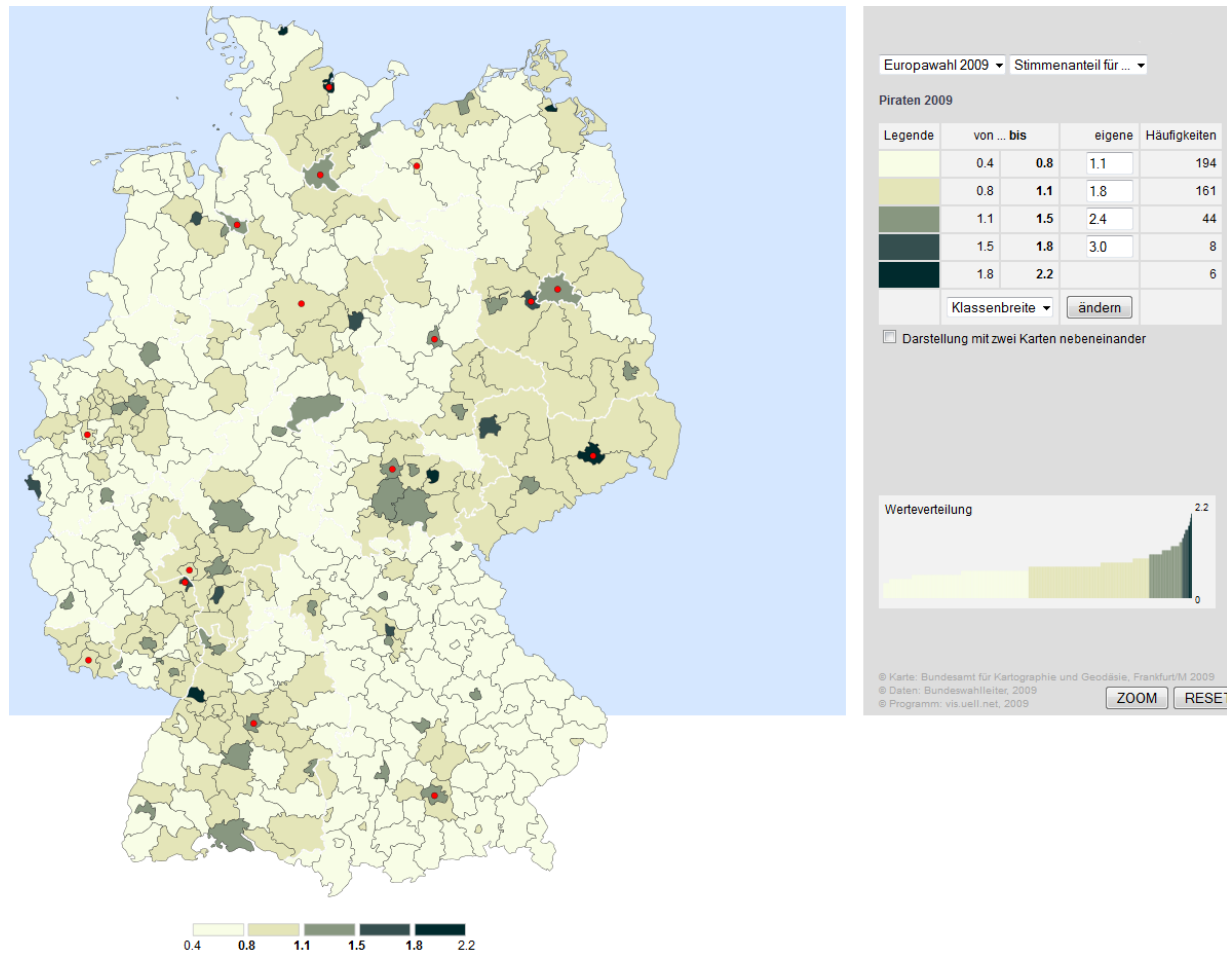 Europawahl 2009 Stimmenanteil für ...
Piraten 2009
Legende von ... bis eigene Häufigkeiten
0.4 0.8 1.1 194
0.8 1.1 1.8 161
1.1 1.5 2.4 44
1.5 1.8 3.0 8
1.8 2.2 6
Klassenbreite ändern
Darstellung mit zwei Karten nebeneinander
Werteverteilung
2.2
0
© Karte: Bundesamt für Kartographie und Geodäsie, Frankfurt/M 2009
© Daten: Bundeswahlleiter, 2009
© Programm: vis.uell.net, 2009
ZOOM RESET
0.4 0.8 1.1 1.5 1.8 2.2